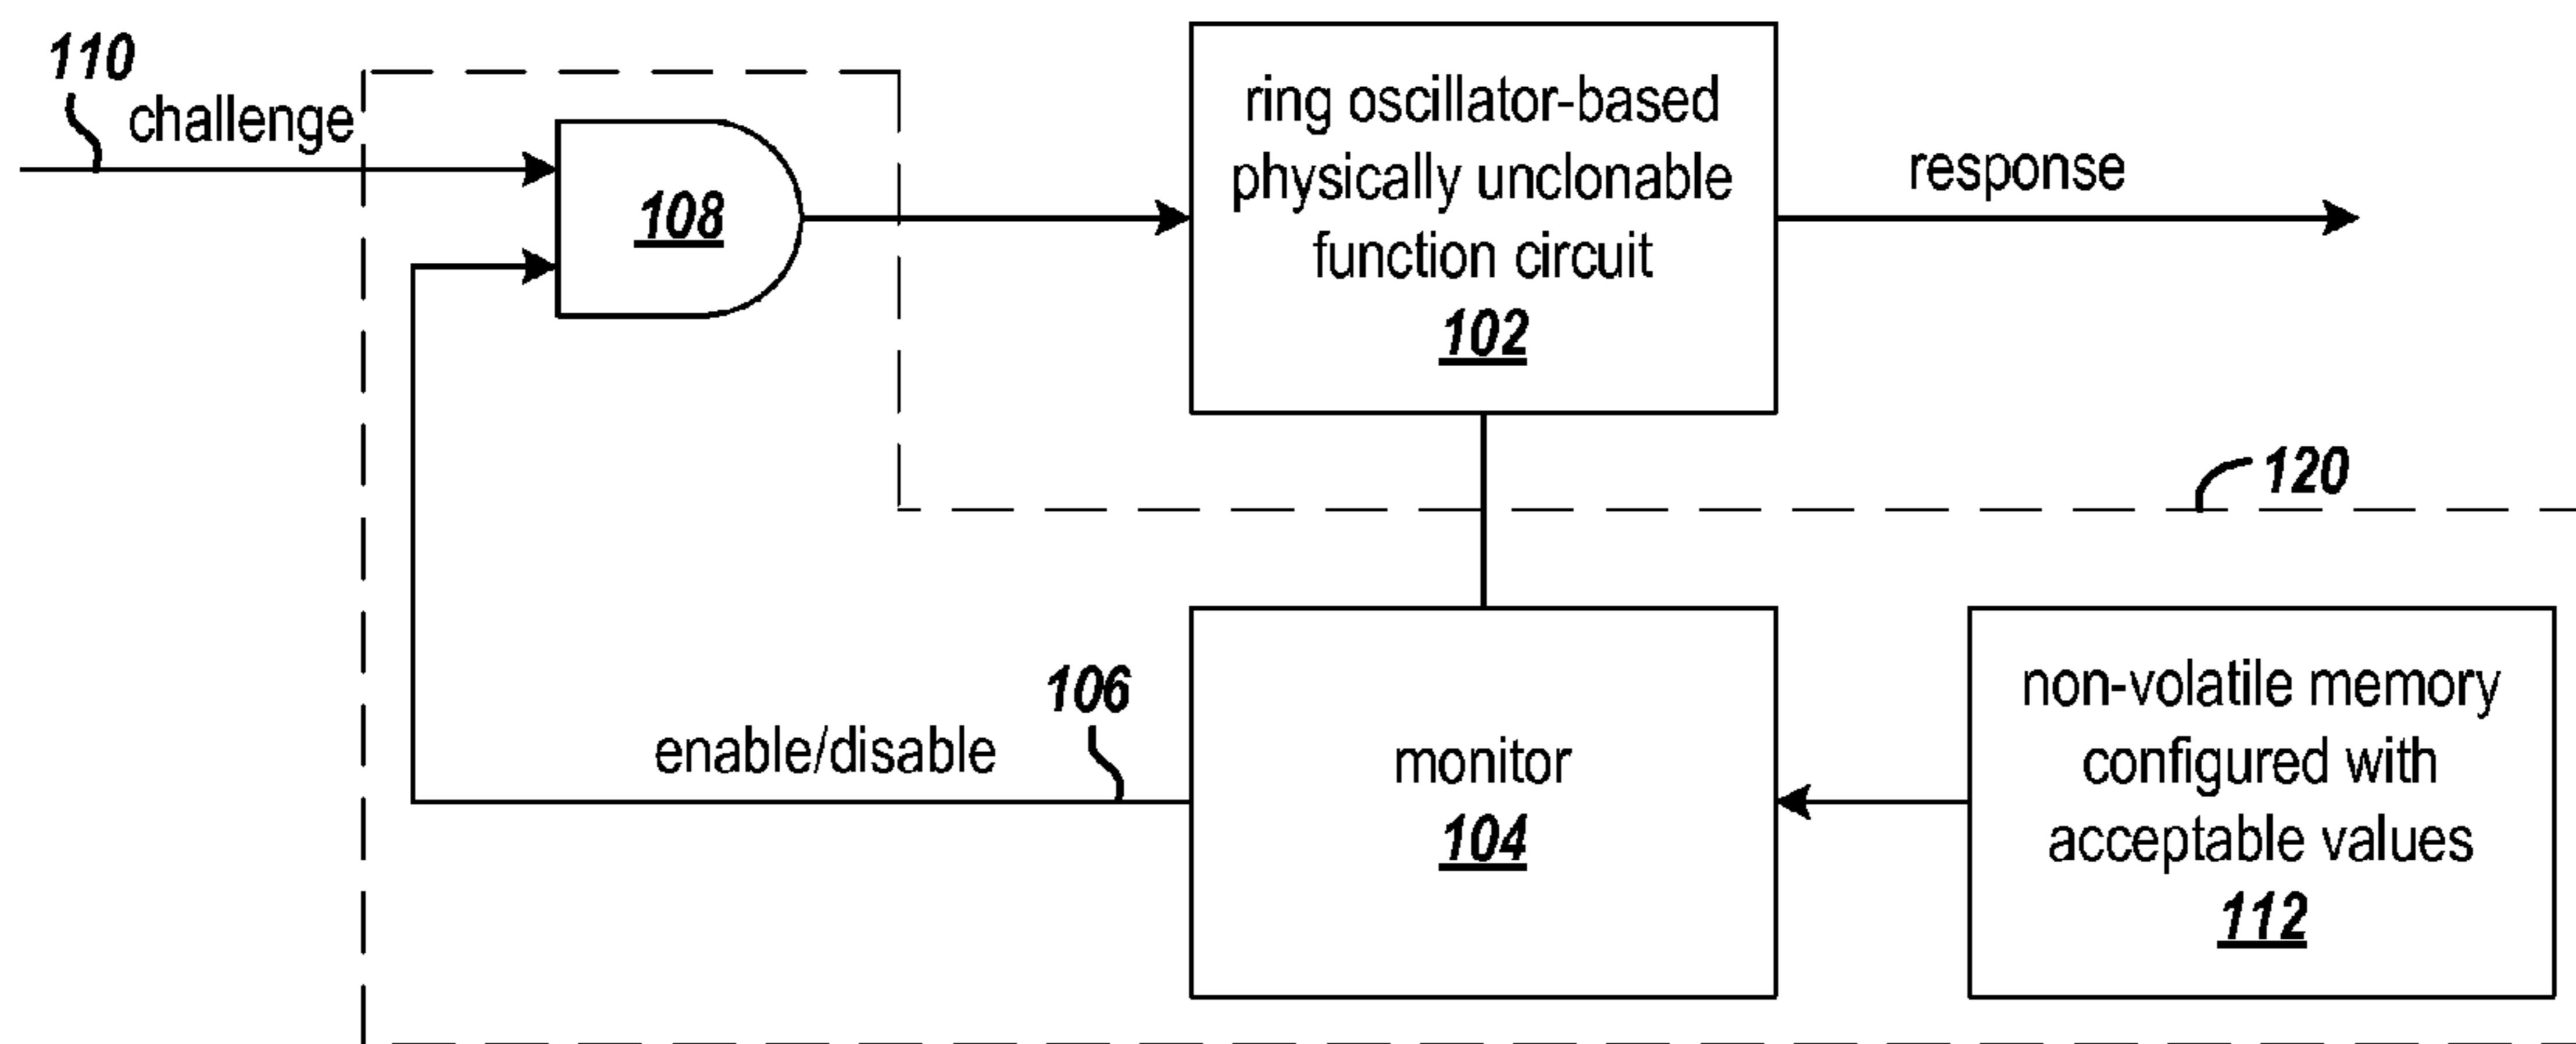 110
challenge
108
ring oscillator-based
physically unclonable
function circuit
102
response
120
106
enable/disable
monitor
104
non-volatile memory
configured with
acceptable values
112